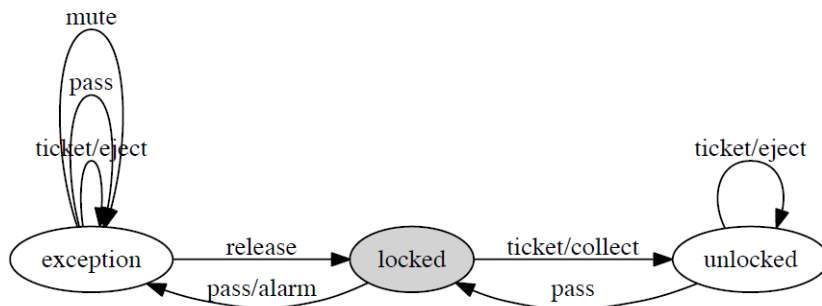 mute
pass
ticket/eject
ticket/eject
exception
release
locked
ticket/collect
unlocked
pass/alarm
pass